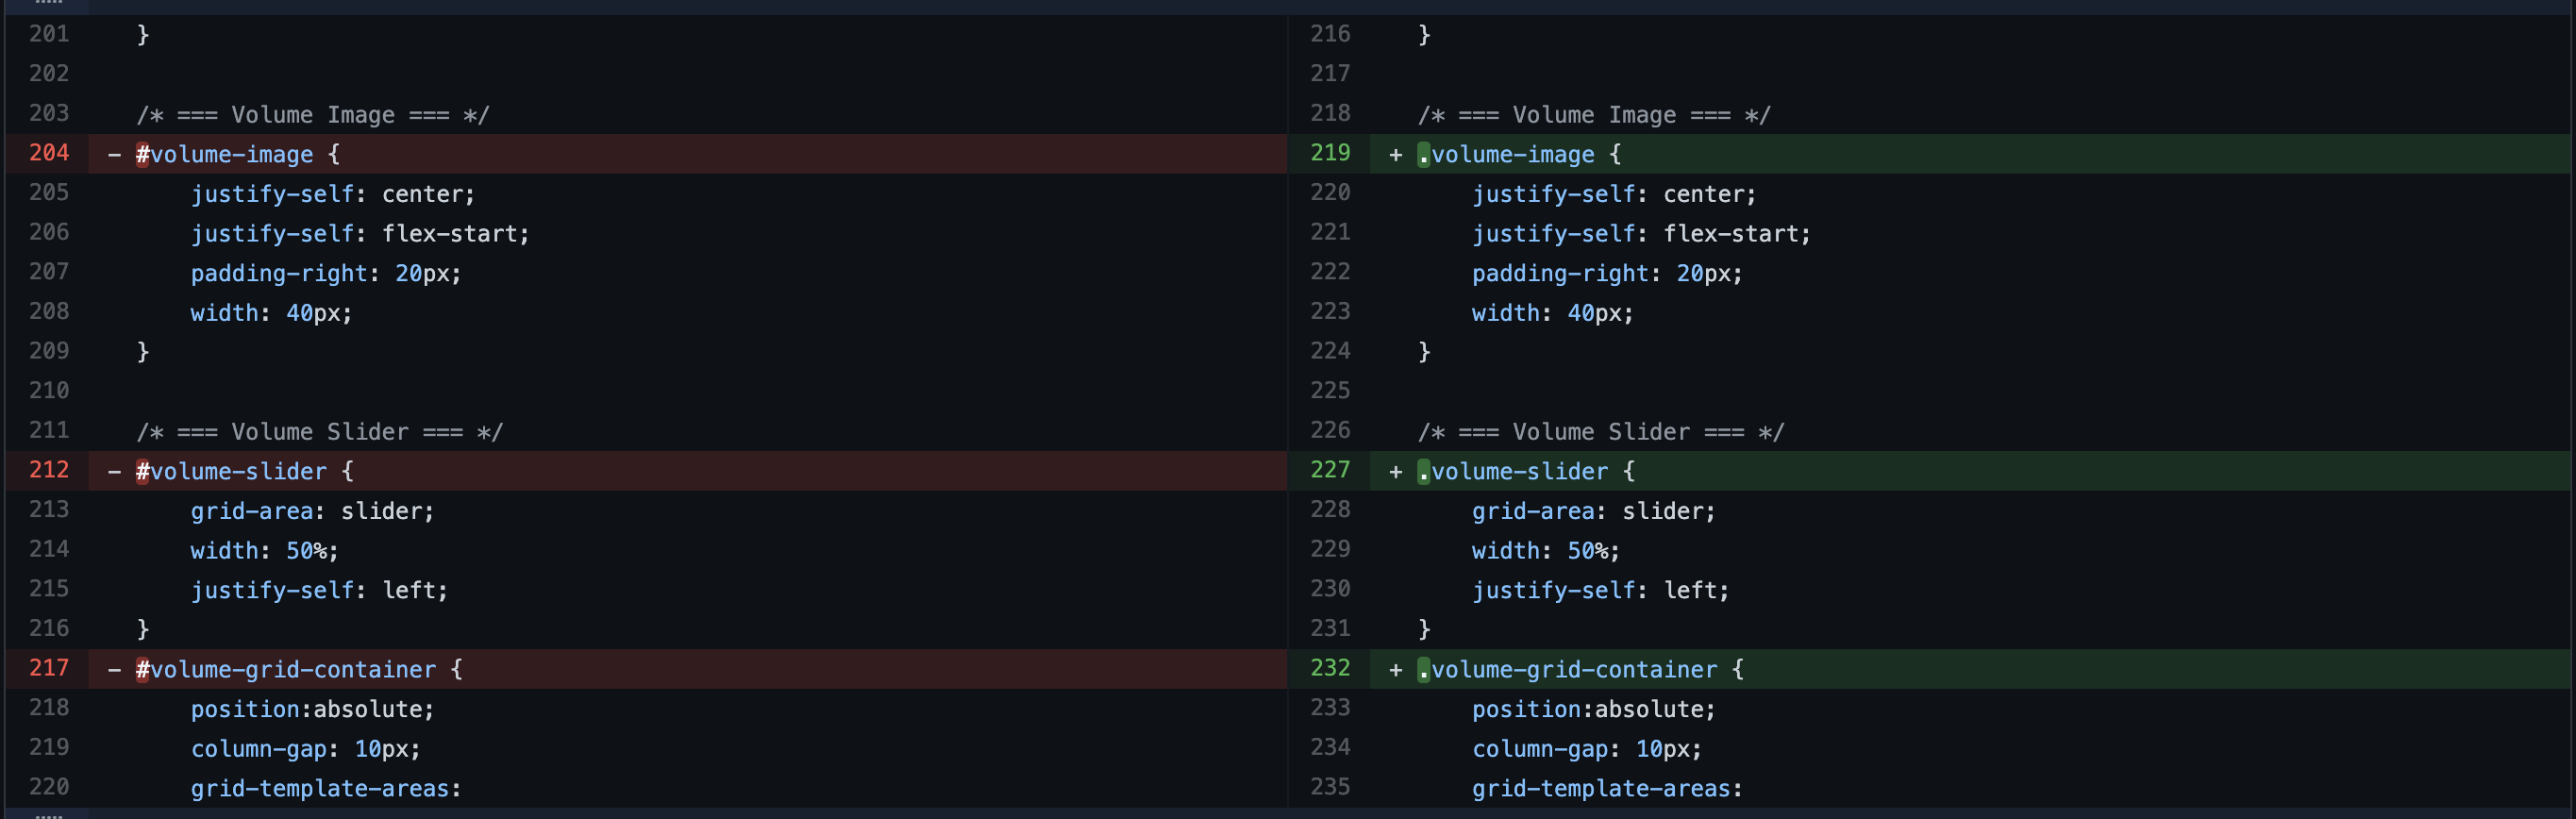 201 }
202
203 /* === Volume Image === */
204 - #volume-image {
205 justify-self: center;
206 justify-self: flex-start;
207 padding-right: 20px;
208 width: 40px;
209 }
210
211 /* === Volume Slider === */
212 - #volume-slider {
213 grid-area: slider;
214 width: 50%;
215 justify-self: left;
216 }
217 - #volume-grid-container {
218 position:absolute;
219 column-gap: 10px;
220 grid-template-areas:
216 }
217
218 /* === Volume Image === */
219 + .volume-image {
220 justify-self: center;
221 justify-self: flex-start;
222 padding-right: 20px;
223 width: 40px;
224 }
225
226 /* === Volume Slider === */
227 + .volume-slider {
228 grid-area: slider;
229 width: 50%;
230 justify-self: left;
231 }
232 + .volume-grid-container {
233 position:absolute;
234 column-gap: 10px;
235 grid-template-areas: